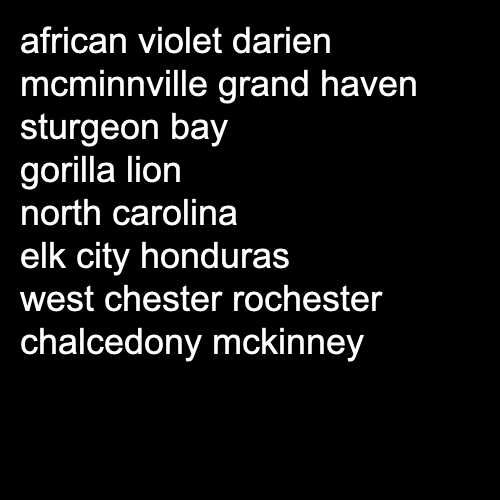 african violet darien
mcminnville grand haven
sturgeon bay
gorilla lion
north carolina
elk city honduras
west chester rochester
chalcedony mckinney